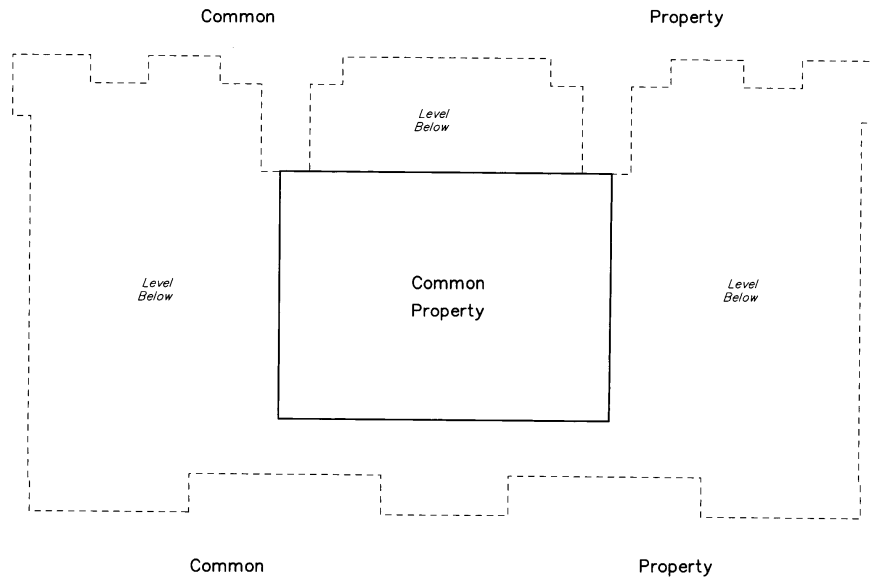 Common Property
Level
Below
Level
Below
Common
Property
Level
Below
Common Property